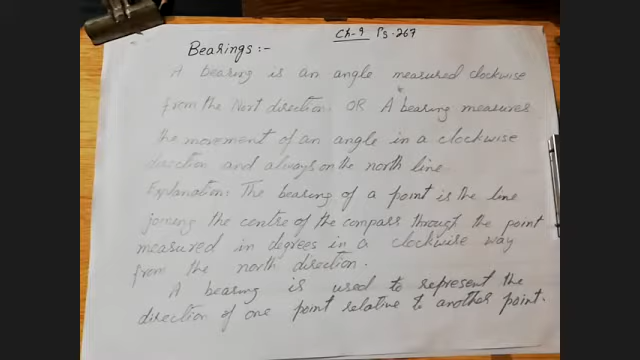 Ch-9 Pg-267
Bearings :-
A bearing is an angle measured clockwise
from the Nort direction. OR A bearing measures
the movement of an angle in a clockwise
direction and always on the north line.
Explanation: The bearing of a point is the line
joining the centre of the compass through the point
measured in degrees in a clockwise way
from the north direction.
A bearing is used to represent the
direction of one point relative to another point.